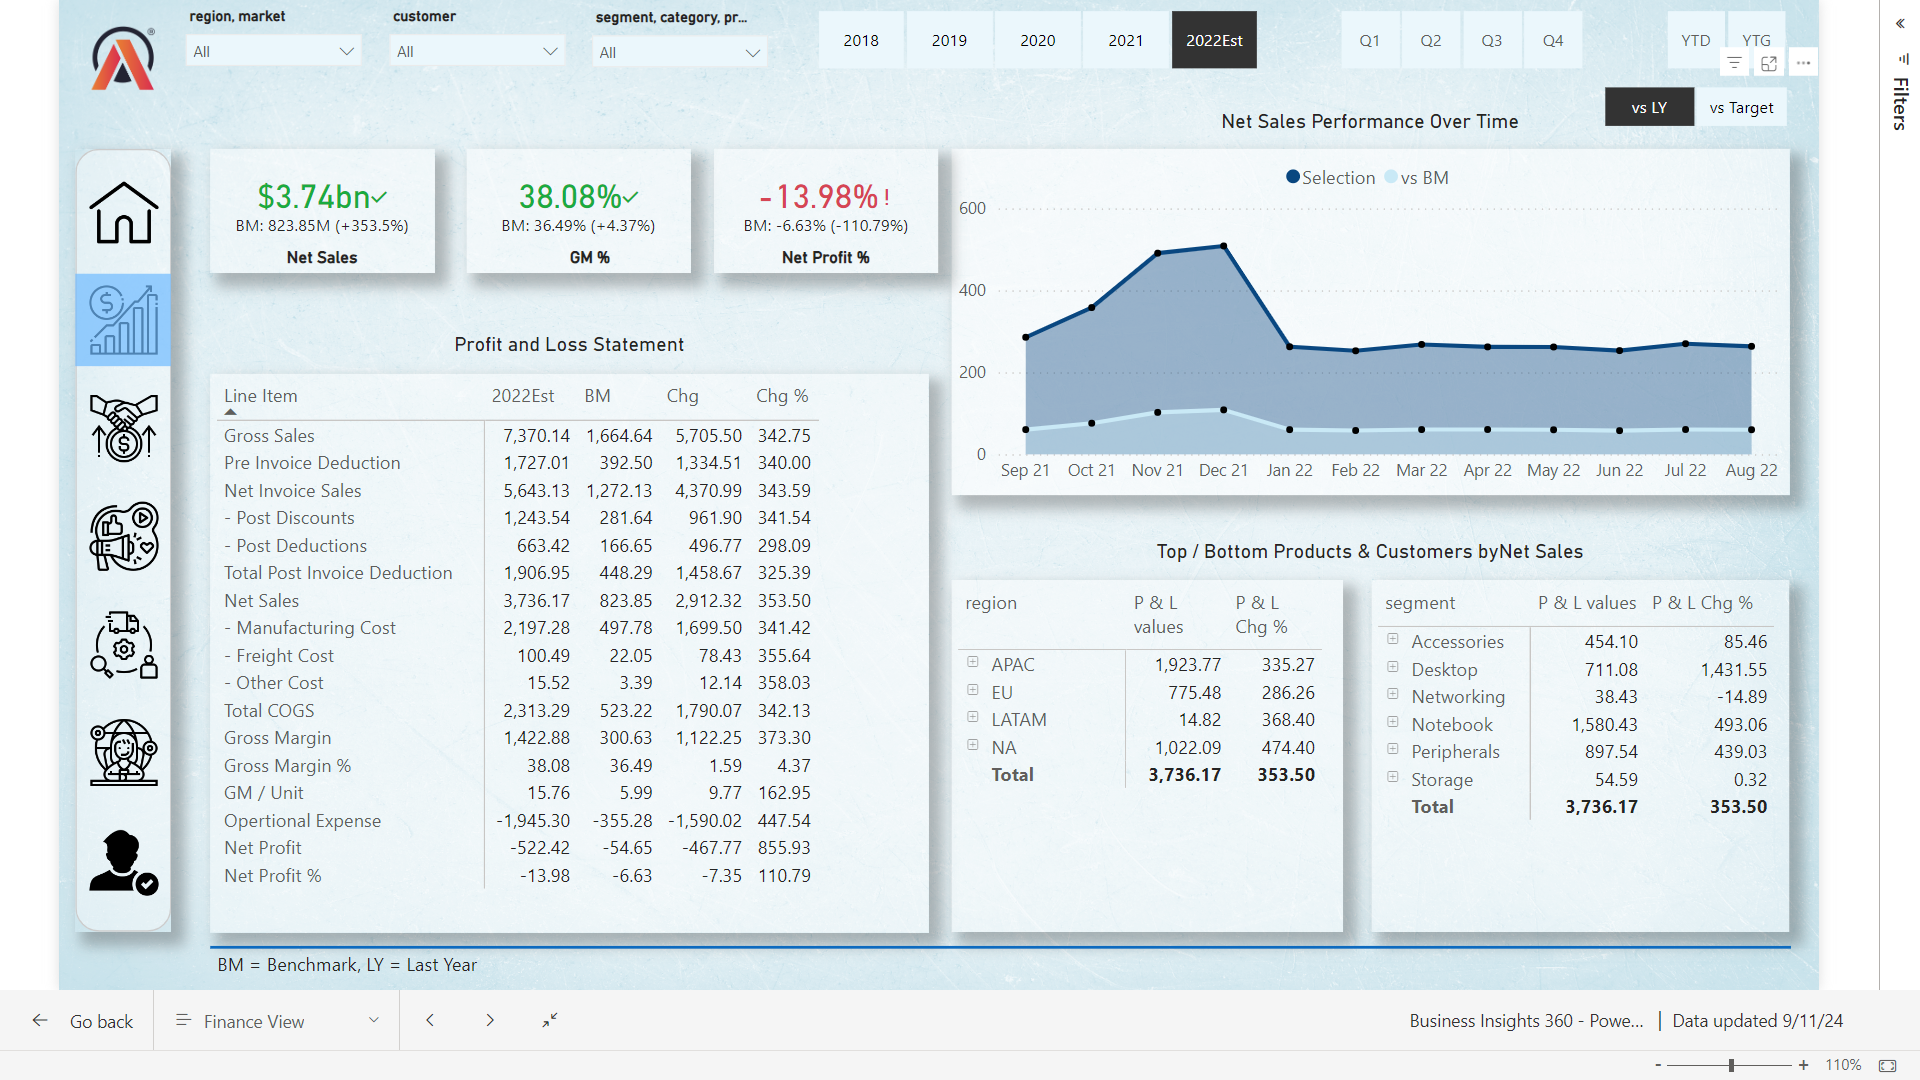 region, market
All
customer
All
segment, category, pr...
All
2018
2019
2020
2021
2022Est
Q1
Q2
Q3
Q4
YTD
YTG
vs LY
vs Target
Filters
$3.74bn
BM: 823.85M (+353.5%)
Net Sales
38.08%
BM: 36.49% (+4.37%)
GM %
-13.98%!
BM: -6.63% (-110.79%)
Net Profit %
Net Sales Performance Over Time
Selection
vs BM
600
400
200
0
Sep 21 Oct 21 Nov 21 Dec 21 Jan 22 Feb 22 Mar 22 Apr 22 May 22 Jun 22 Jul 22 Aug 22
Profit and Loss Statement
Line Item 2022Est BM Chg Chg %
Gross Sales 7,370.14 1,664.64 5,705.50 342.75
Pre Invoice Deduction 1,727.01 392.50 1,334.51 340.00
Net Invoice Sales 5,643.13 1,272.13 4,370.99 343.59
- Post Discounts 1,243.54 281.64 961.90 341.54
- Post Deductions 663.42 166.65 496.77 298.09
Total Post Invoice Deduction 1,906.95 448.29 1,458.67 325.39
Net Sales 3,736.17 823.85 2,912.32 353.50
- Manufacturing Cost 2,197.28 497.78 1,699.50 341.42
- Freight Cost 100.49 22.05 78.43 355.64
- Other Cost 15.52 3.39 12.14 358.03
Total COGS 2,313.29 523.22 1,790.07 342.13
Gross Margin 1,422.88 300.63 1,122.25 373.30
Gross Margin % 38.08 36.49 1.59 4.37
GM / Unit 15.76 5.99 9.77 162.95
Opertional Expense -1,945.30 -355.28 -1,590.02 447.54
Net Profit -522.42 -54.65 -467.77 855.93
Net Profit % -13.98 -6.63 -7.35 110.79
Top / Bottom Products & Customers byNet Sales
region P & L values P & L Chg %
APAC 1,923.77 335.27
EU 775.48 286.26
LATAM 14.82 368.40
NA 1,022.09 474.40
Total 3,736.17 353.50
segment P & L values P & L Chg %
Accessories 454.10 85.46
Desktop 711.08 1,431.55
Networking 38.43 -14.89
Notebook 1,580.43 493.06
Peripherals 897.54 439.03
Storage 54.59 0.32
Total 3,736.17 353.50
BM = Benchmark, LY = Last Year
Go back
Finance View
Business Insights 360 - Powe... | Data updated 9/11/24
- + 110%